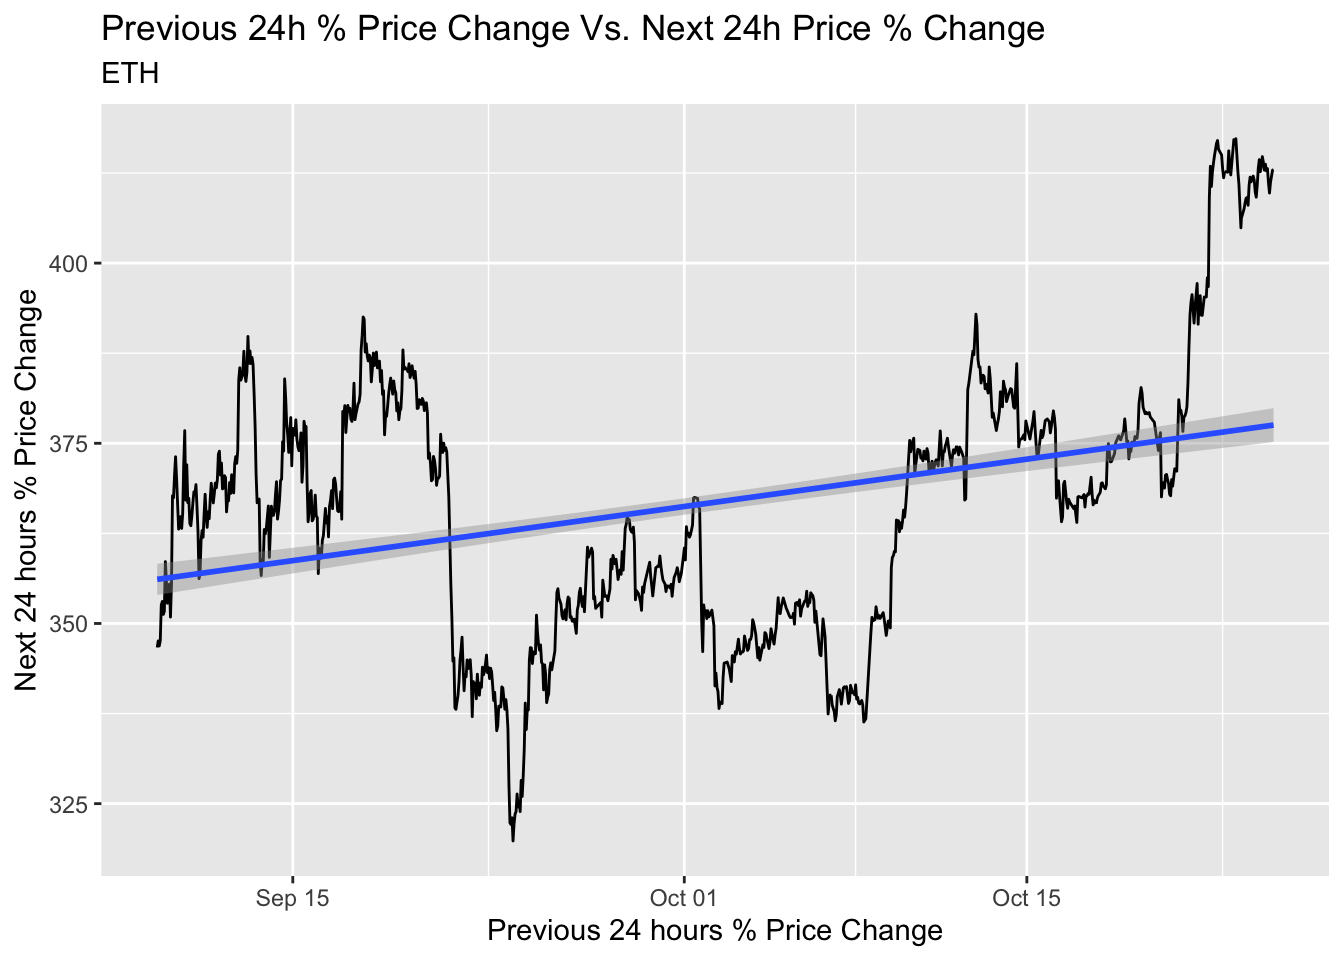 Previous 24h % Price Change Vs. Next 24h Price % Change
ETH
Next 24 hours % Price Change
400
375
350
325
Sep 15
Oct 01
Oct 15
Previous 24 hours % Price Change